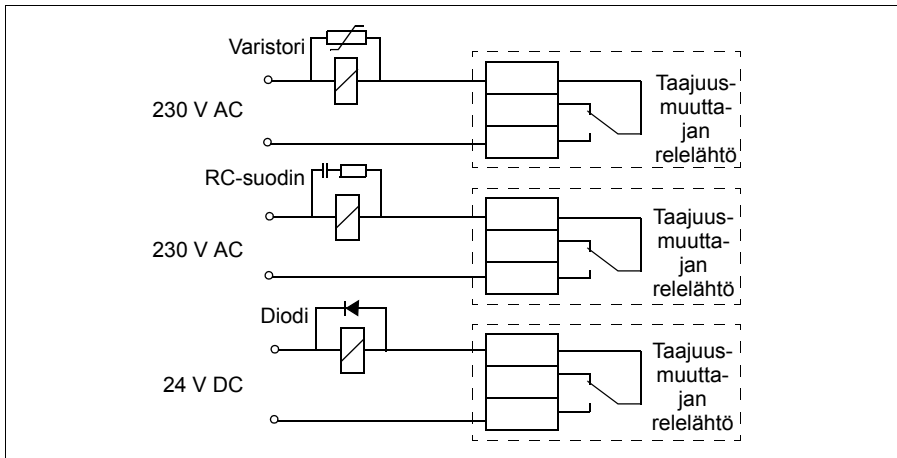 Varistori
230 V AC
Taajuus-
muutta-
jan
relelähtö
RC-suodin
230 V AC
Taajuus-
muutta-
jan
relelähtö
Diodi
24 V DC
Taajuus-
muutta-
jan
relelähtö